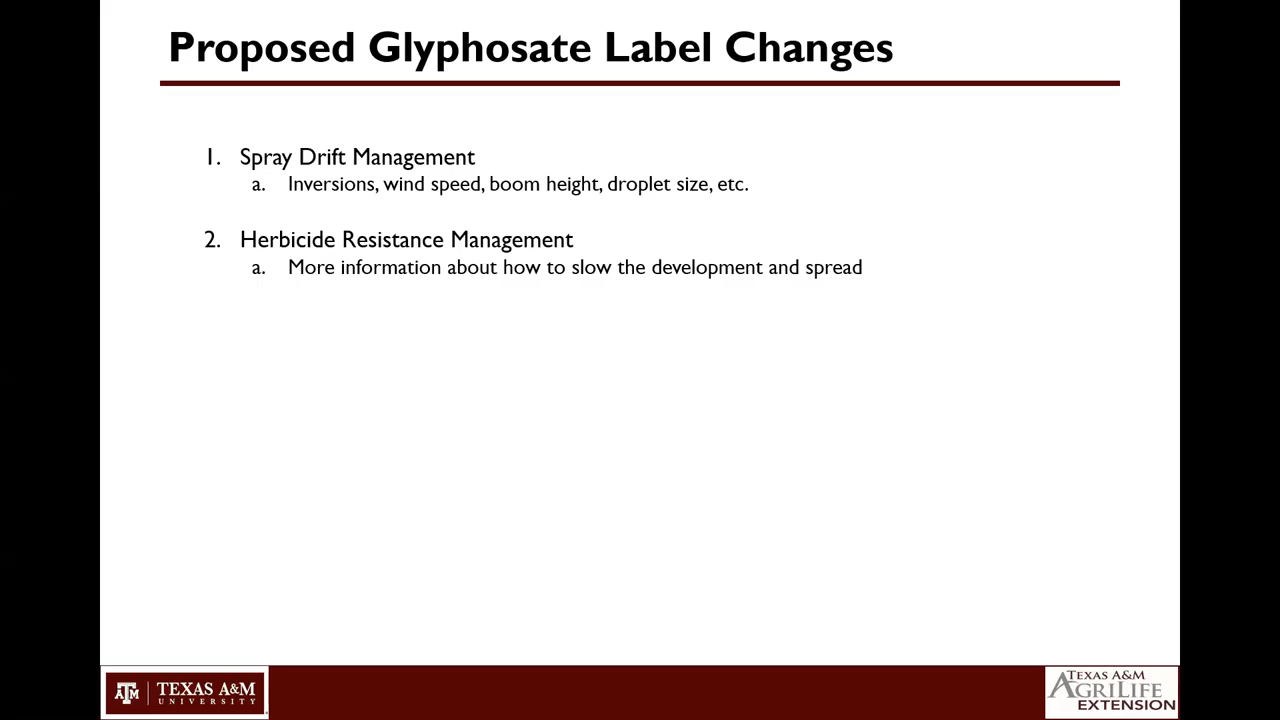 Proposed Glyphosate Label Changes
1. Spray Drift Management
a. Inversions, wind speed, boom height, droplet size, etc.
2. Herbicide Resistance Management
a. More information about how to slow the development and spread
ATM TEXAS A&M
UNIVERSITY
TEXAS A&M
AGRILIFE
EXTENSION